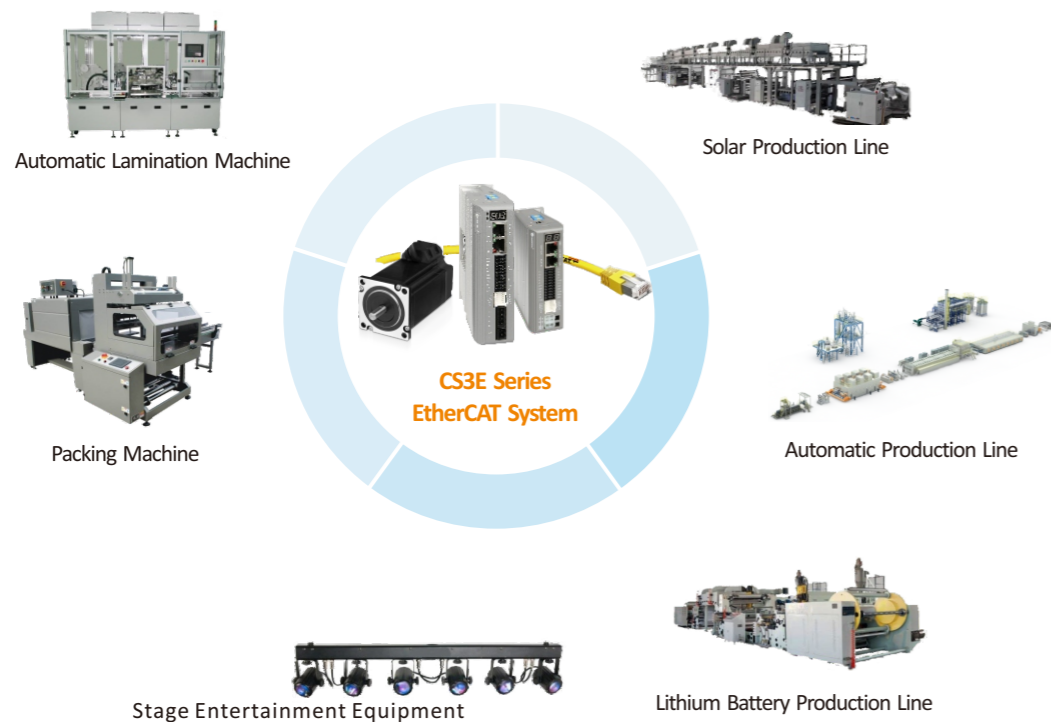 Automatic Lamination Machine
Solar Production Line
CS3E Series
EtherCAT System
Packing Machine
Automatic Production Line
Stage Entertainment Equipment
Lithium Battery Production Line